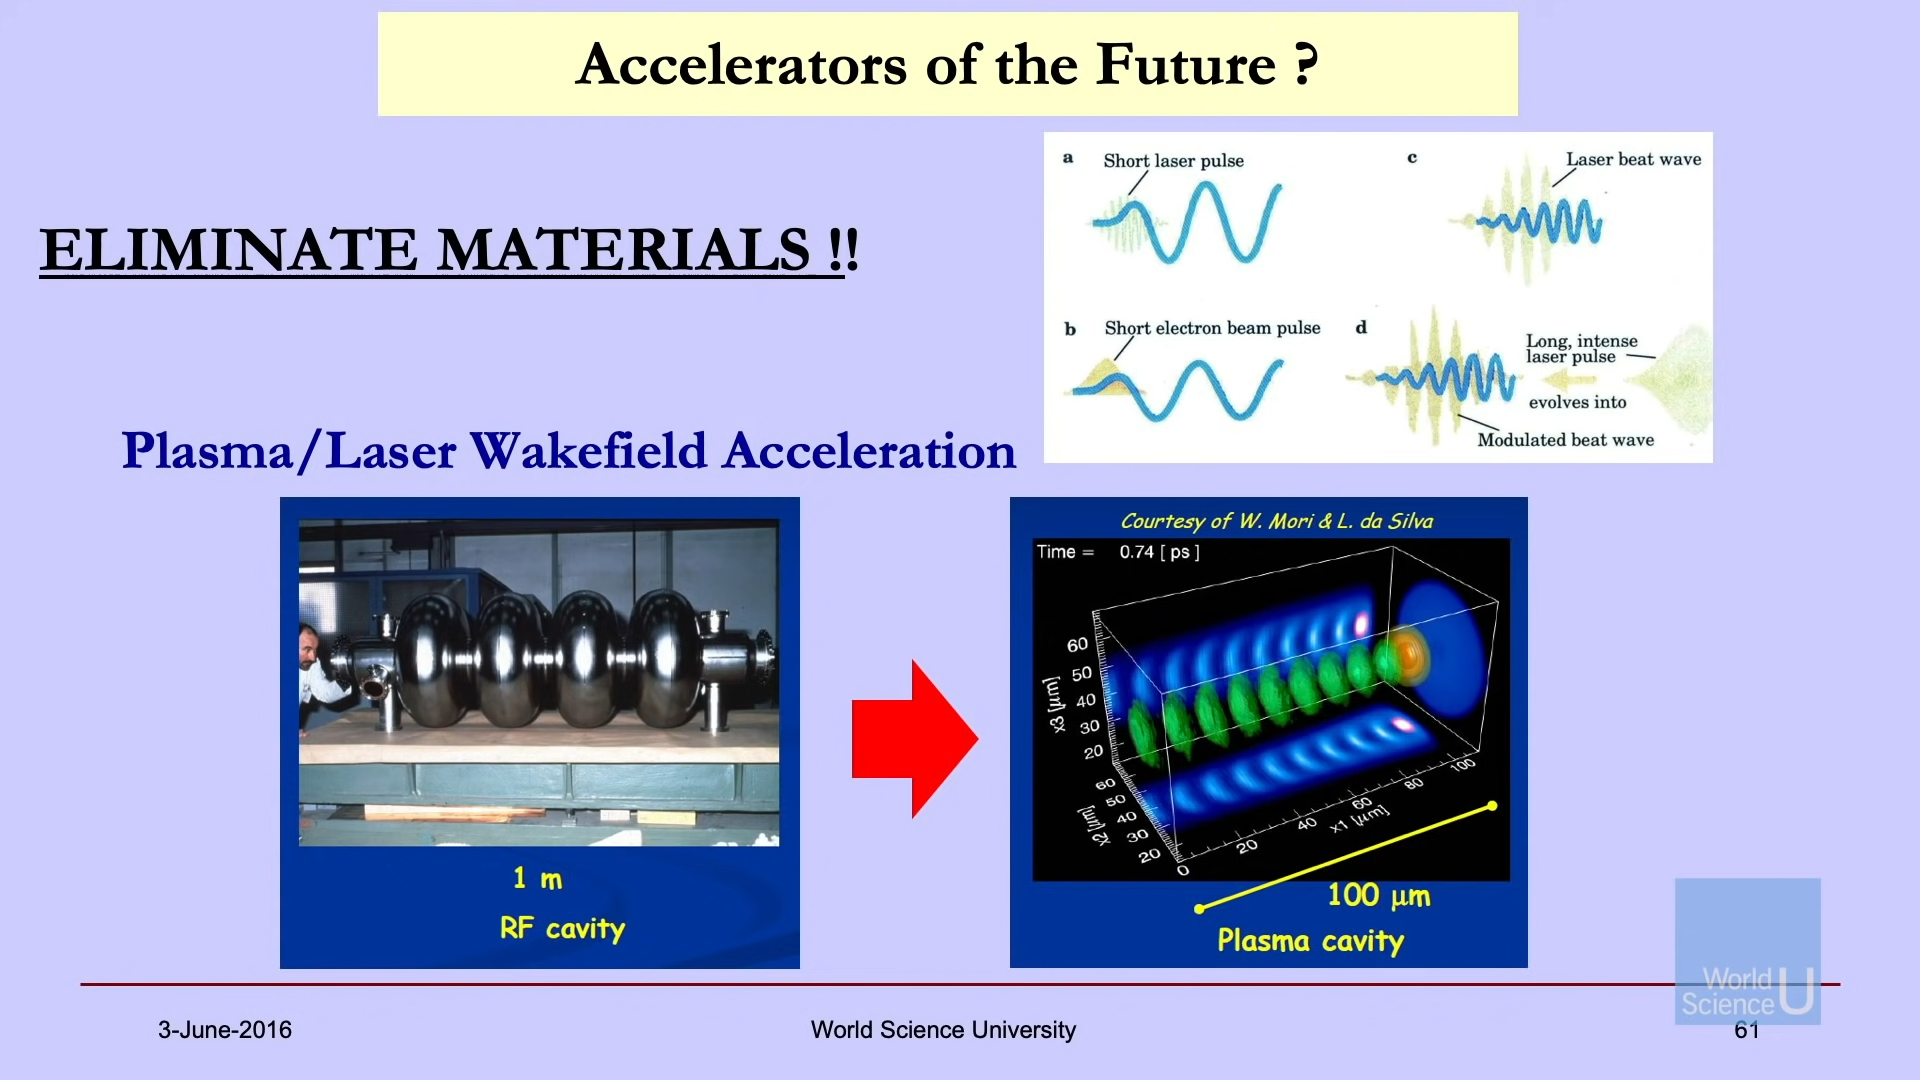 Accelerators of the Future ?
ELIMINATE MATERIALS !!
a Short laser pulse
c Laser beat wave
b Short electron beam pulse
d Long, intense
laser pulse
evolves into
Modulated beat wave
Plasma/Laser Wakefield Acceleration
1 m
RF cavity
Courtesy of W. Mori & L. da Silva
Time = 0.74 [ ps ]
x3 [μm]
60
50
40
30
20
x2 [μm]
60
50
40
30
20
0
20
40
60
80
100
x1 [μm]
100 μm
Plasma cavity
World
Science U
3-June-2016
World Science University
61